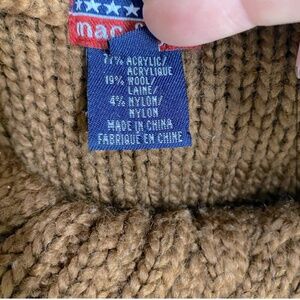 77% ACRYLIC/
ACRYLIQUE
19% WOOL/
LAINE/
4% NYLON/
NYLON
MADE IN CHINA
FABRIQUÉ EN CHINE